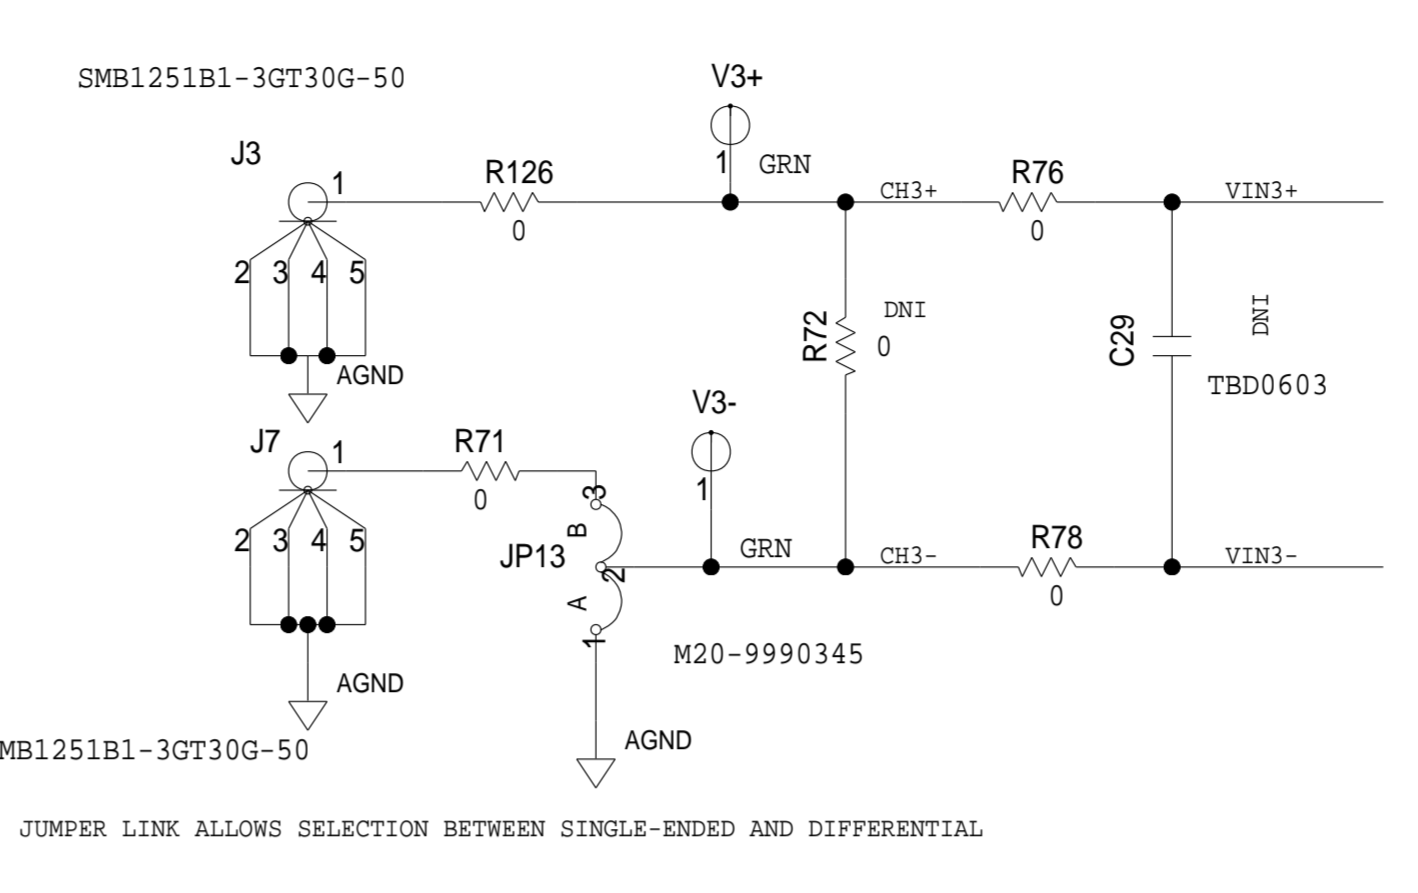 SMB1251B1-3GT30G-50
V3+
J3
1
R126
1
GRN
CH3+
R76
VIN3+
0
0
2 3 4 5
AGND
R72
DNI
0
C29
DNI
TBD0603
V3-
J7
1
R71
0
1
3
B
JP13
2
A
1
GRN
CH3-
R78
VIN3-
0
2 3 4 5
M20-9990345
AGND
AGND
MB1251B1-3GT30G-50
JUMPER LINK ALLOWS SELECTION BETWEEN SINGLE-ENDED AND DIFFERENTIAL